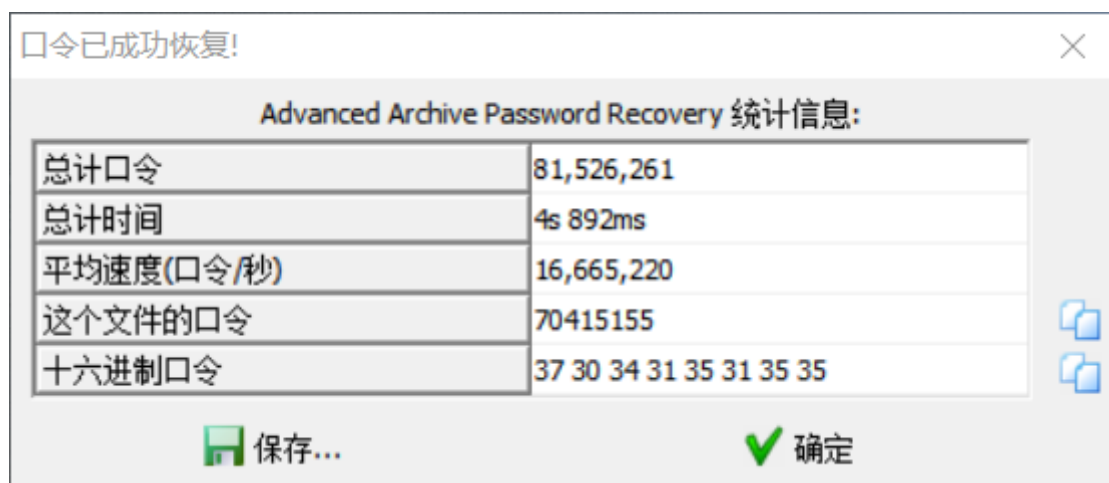 口令已成功恢复!
Advanced Archive Password Recovery 统计信息:
总计口令 81,526,261
总计时间 4s 892ms
平均速度(口令/秒) 16,665,220
这个文件的口令 70415155
十六进制口令 37 30 34 31 35 31 35 35
保存... 确定